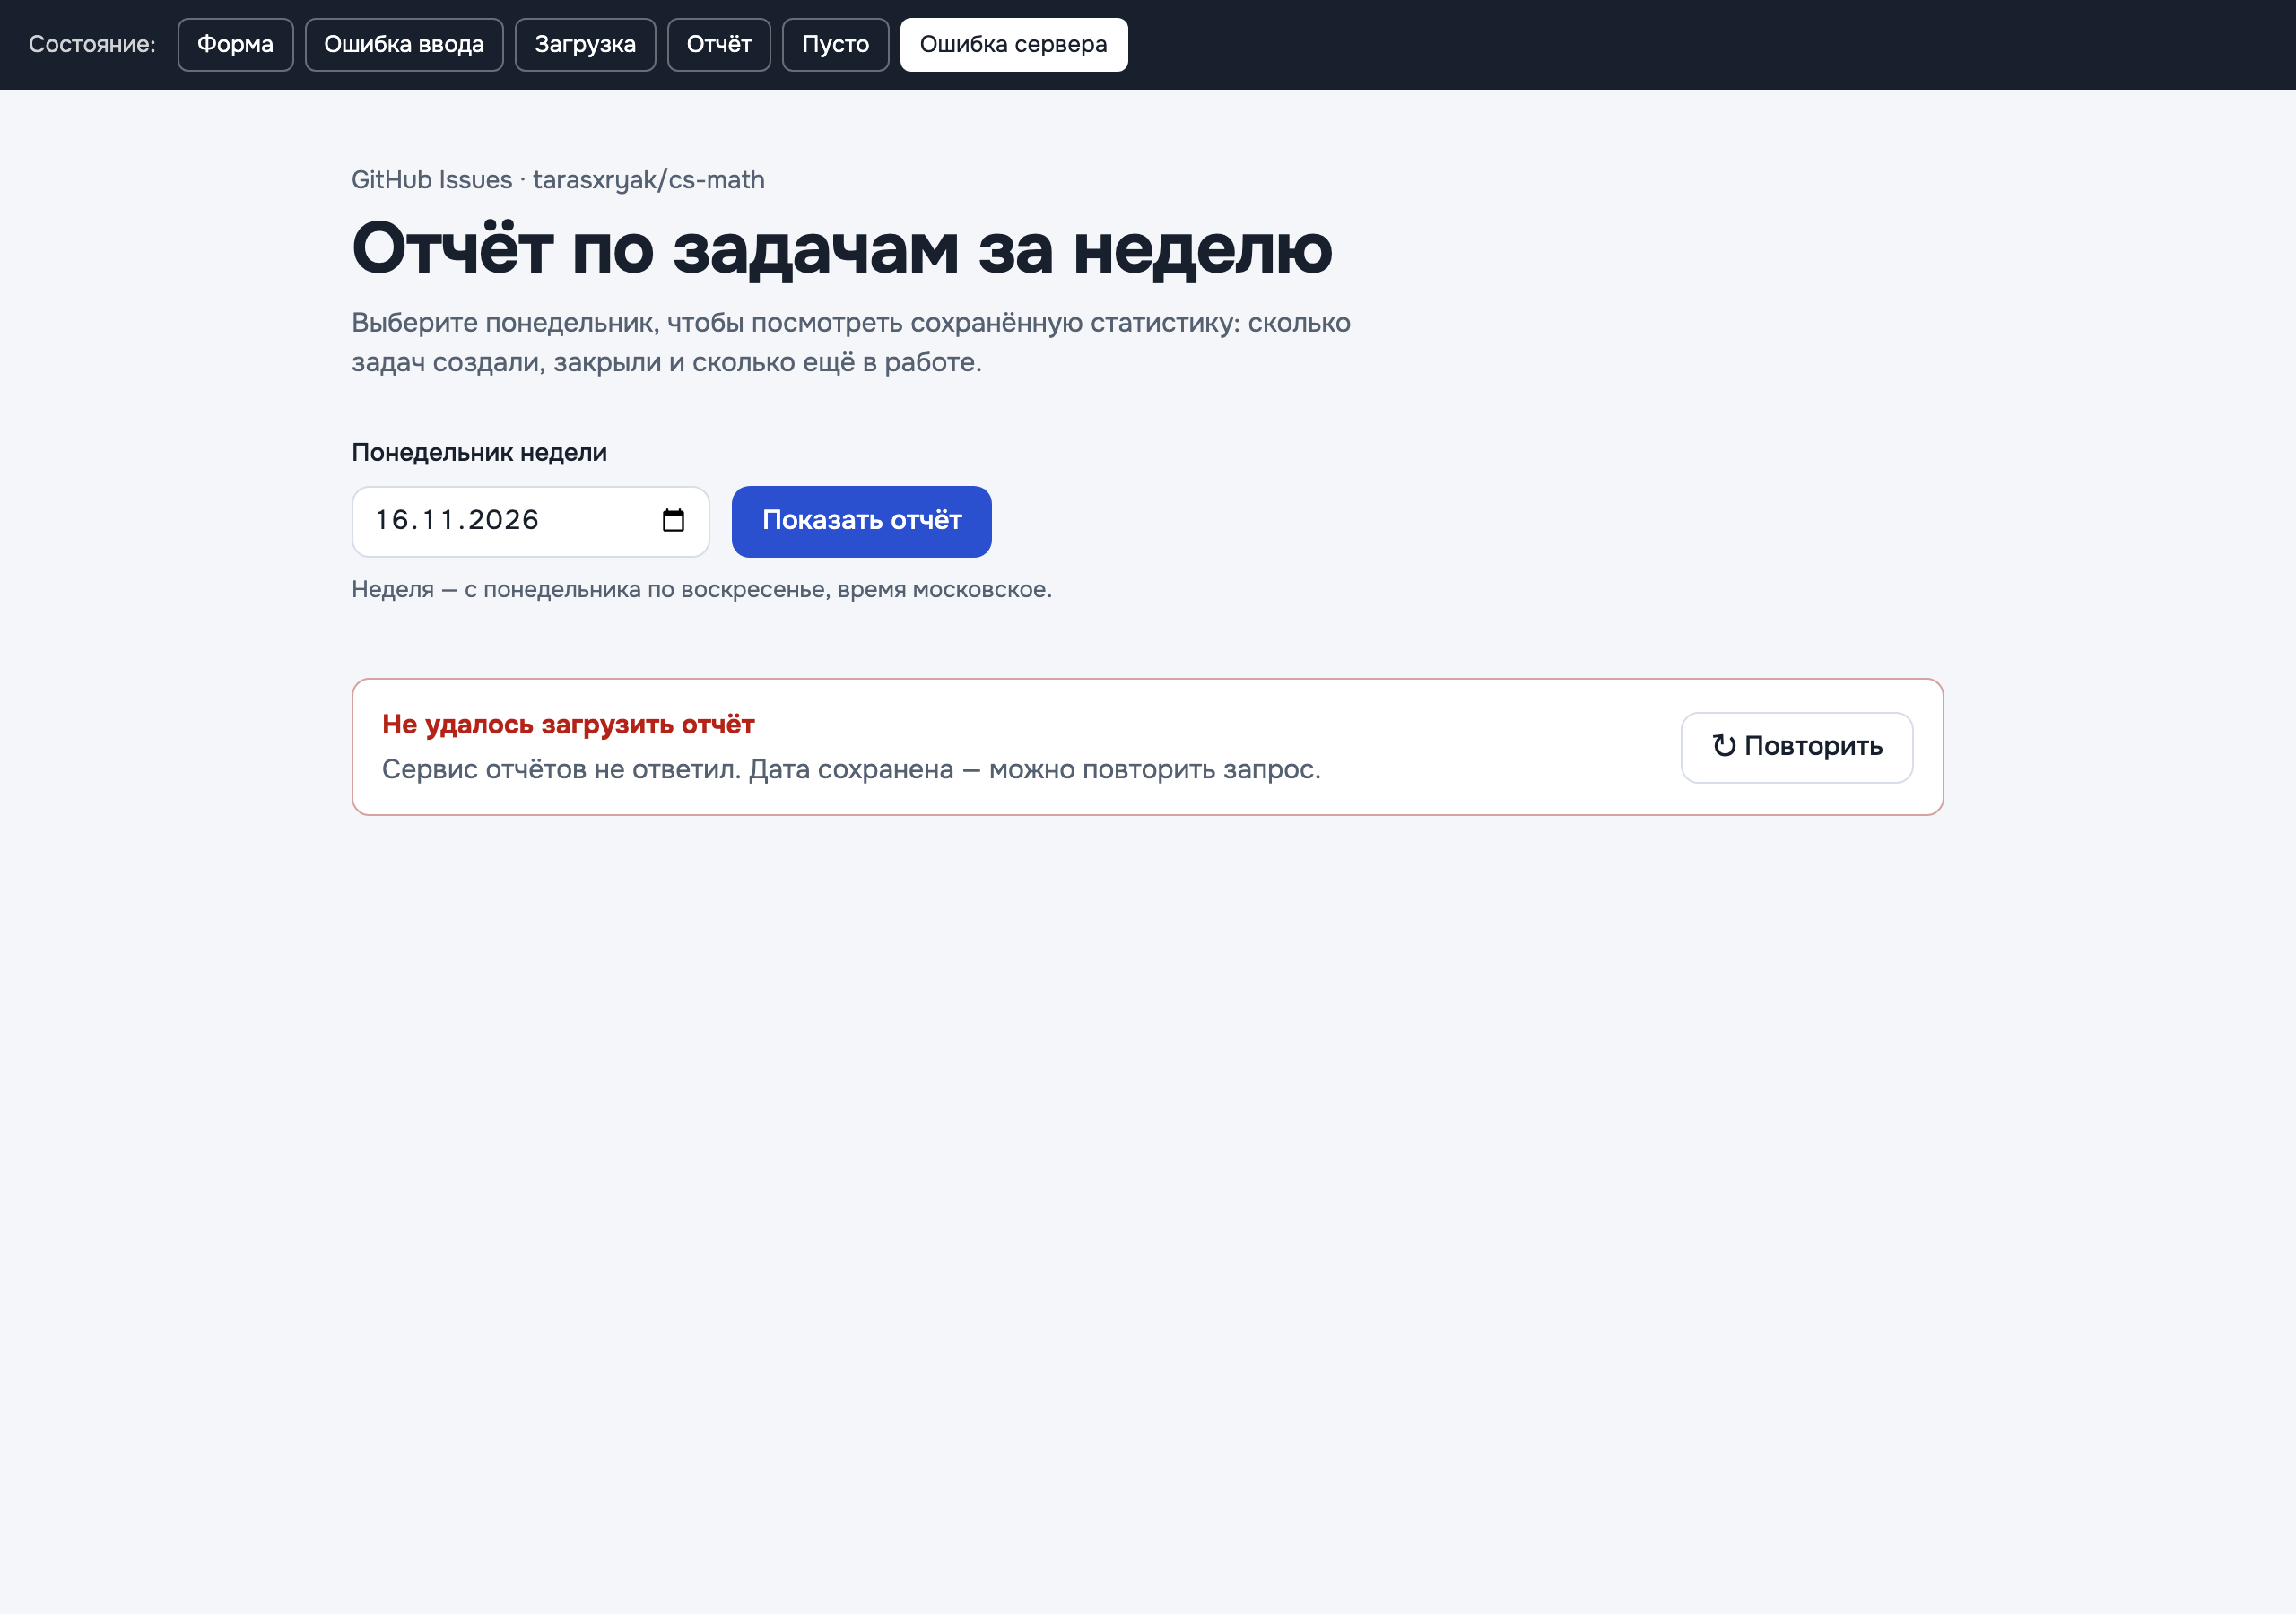 Состояние: Форма Ошибка ввода Загрузка Отчёт Пусто Ошибка сервера
GitHub Issues · tarasxryak/cs-math
Отчёт по задачам за неделю
Выберите понедельник, чтобы посмотреть сохранённую статистику: сколько
задач создали, закрыли и сколько ещё в работе.
Понедельник недели
16.11.2026 Показать отчёт
Неделя — с понедельника по воскресенье, время московское.
Не удалось загрузить отчёт
Сервис отчётов не ответил. Дата сохранена — можно повторить запрос.
↻ Повторить